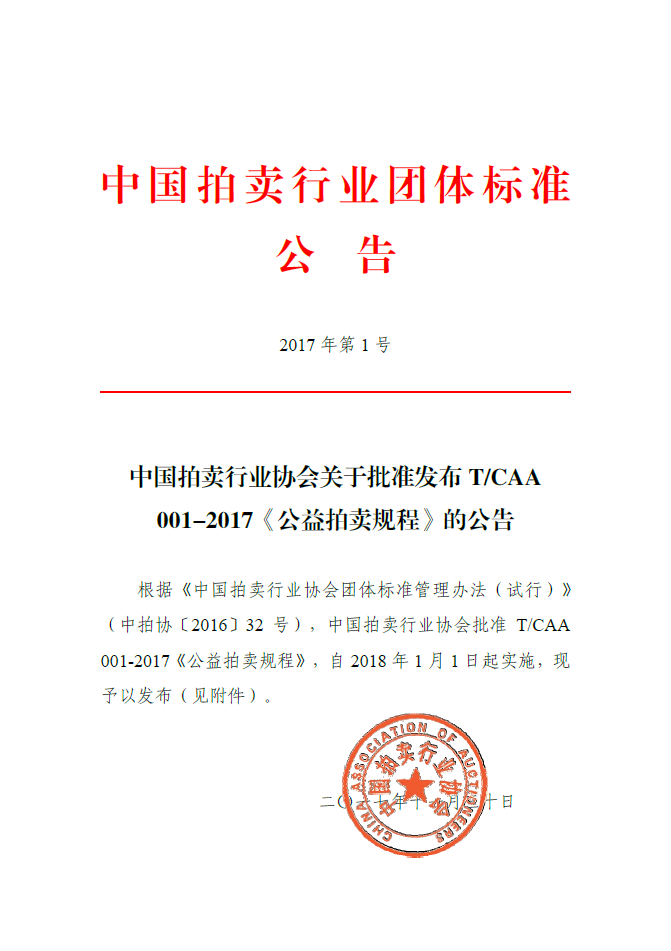 中国拍卖行业团体标准
公 告
2017 年第 1 号
中国拍卖行业协会关于批准发布 T/CAA
001–2017《公益拍卖规程》的公告
根据《中国拍卖行业协会团体标准管理办法（试行）》
（中拍协〔2016〕32 号），中国拍卖行业协会批准 T/CAA
001-2017《公益拍卖规程》，自 2018 年 1 月 1 日起实施，现
予以发布（见附件）。
CHINA ASSOCIATION OF AUCTIONEERS
中国拍卖行业协会
二〇一七年十 月 十日